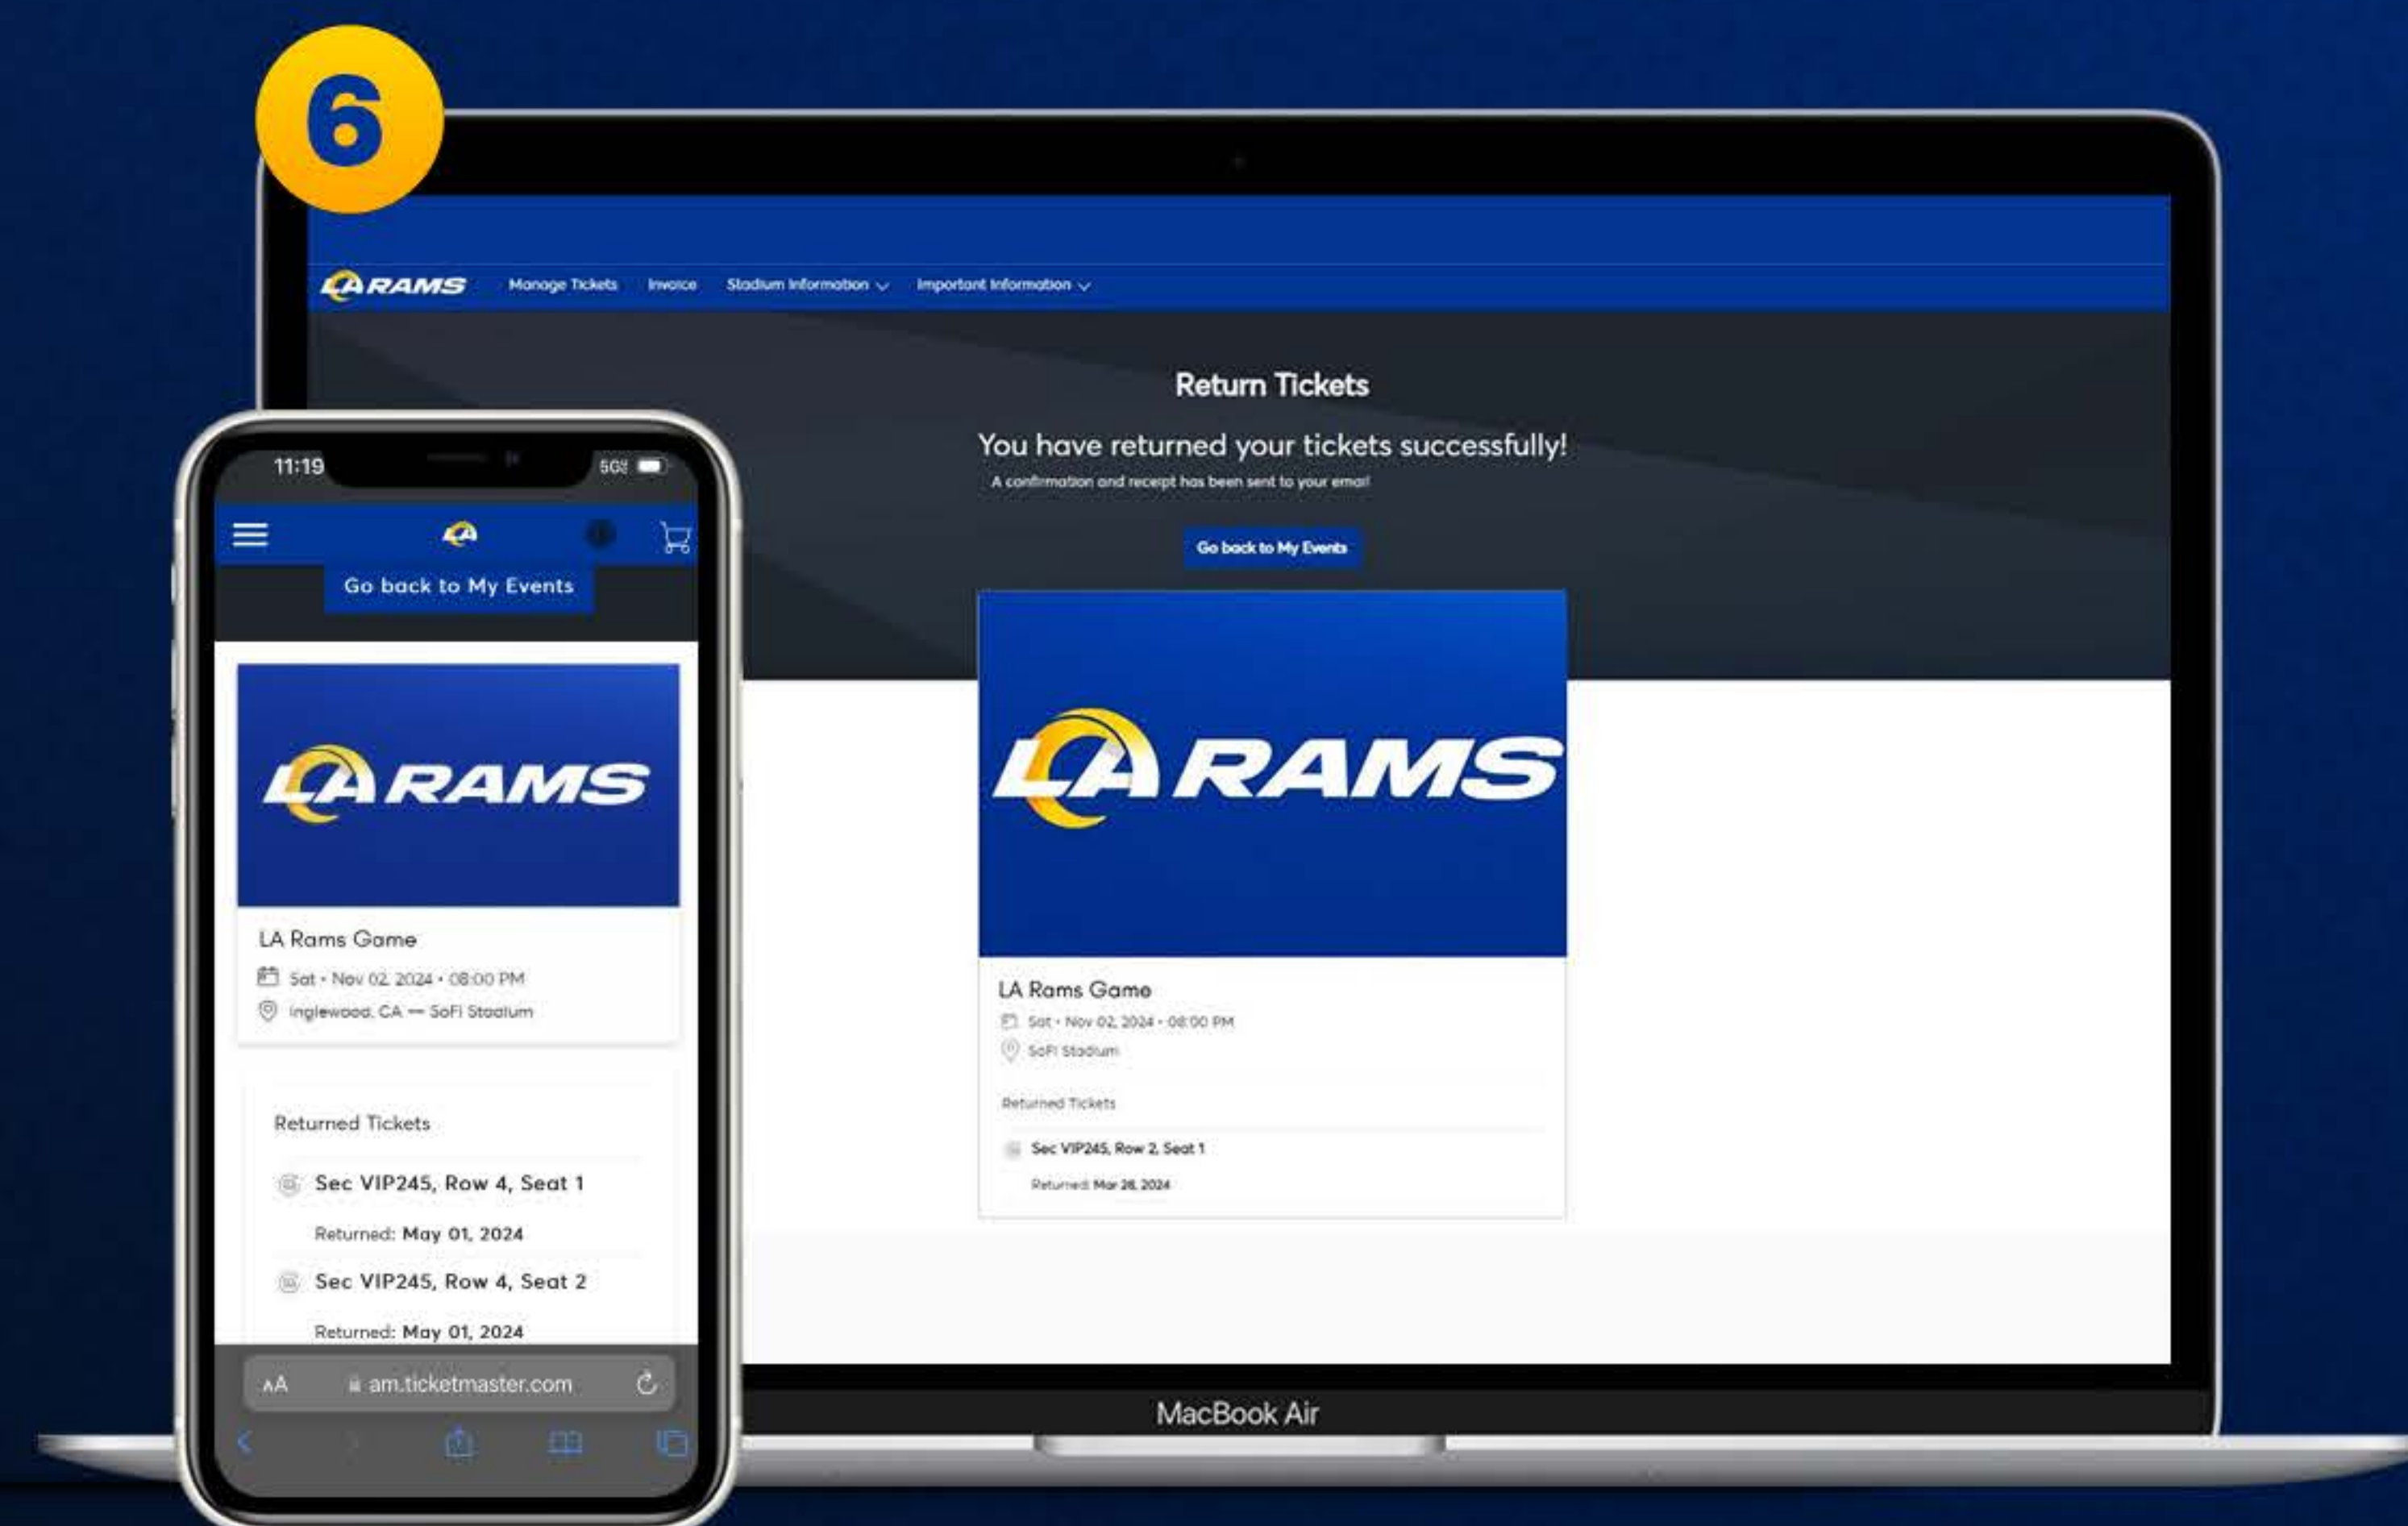 6
LA RAMS Manage Tickets Invoice Stadium Information Important Information
Return Tickets
You have returned your tickets successfully!
A confirmation and receipt has been sent to your email
Go back to My Events
LA RAMS
LA Rams Game
Sat • Nov 02, 2024 • 08:00 PM
SoFi Stadium
Returned Tickets
Sec VIP245, Row 2, Seat 1
Returned: Mar 28, 2024
MacBook Air
11:19 5G
LA
Go back to My Events
LA RAMS
LA Rams Game
Sat • Nov 02, 2024 • 08:00 PM
Inglewood, CA — SoFi Stadium
Returned Tickets
Sec VIP245, Row 4, Seat 1
Returned: May 01, 2024
Sec VIP245, Row 4, Seat 2
Returned: May 01, 2024
AA am.ticketmaster.com